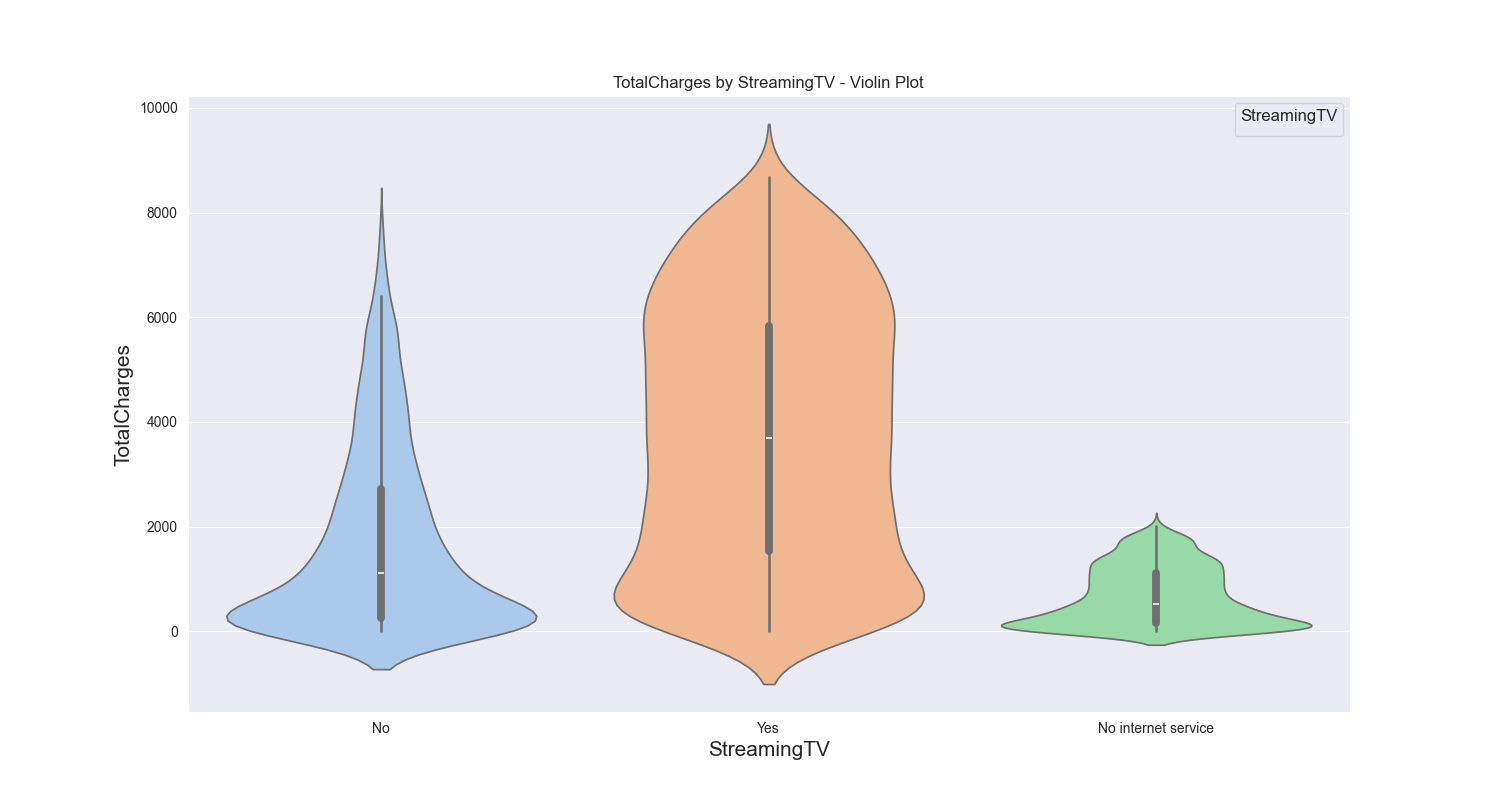 TotalCharges by StreamingTV - Violin Plot
StreamingTV
TotalCharges
10000
8000
6000
4000
2000
0
No
Yes
No internet service
StreamingTV